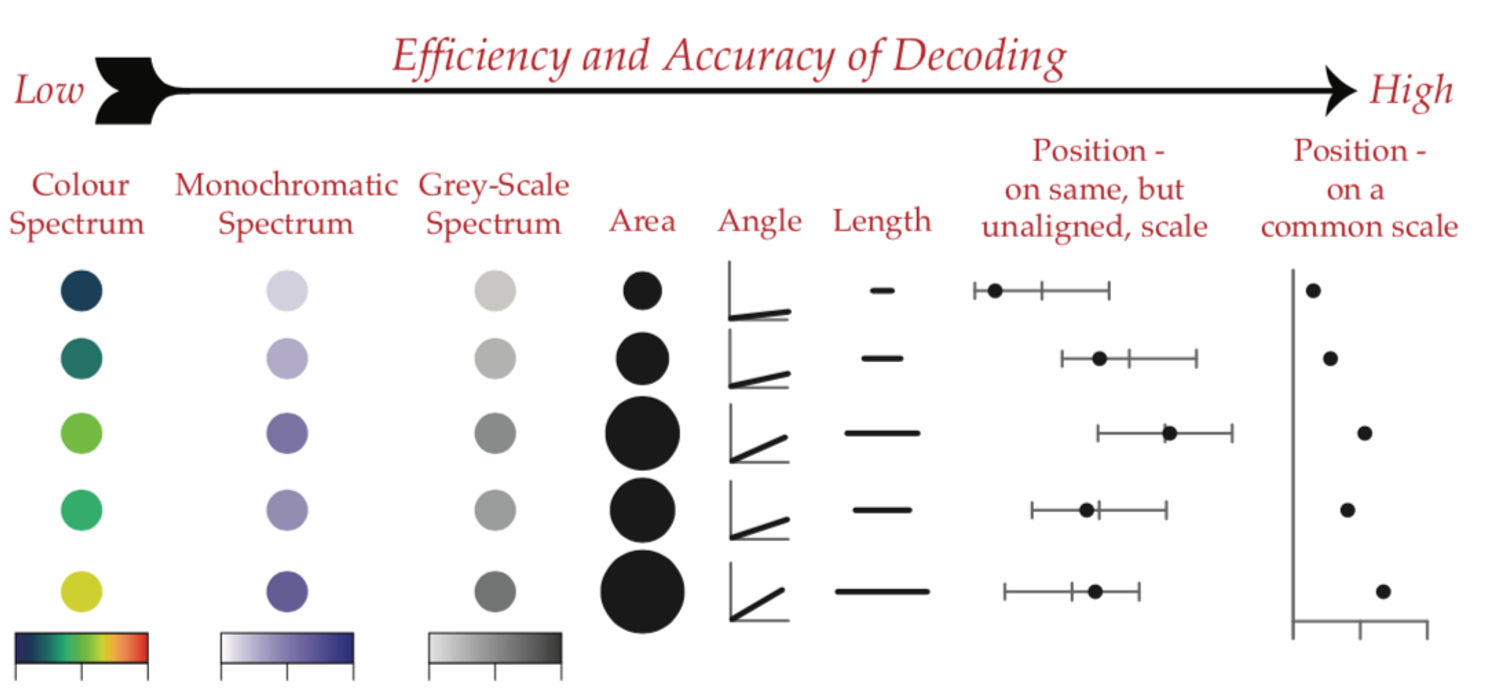 Efficiency and Accuracy of Decoding
Low
High
Colour
Spectrum
Monochromatic
Spectrum
Grey-Scale
Spectrum
Area
Angle
Length
Position -
on same, but
unaligned, scale
Position -
on a
common scale